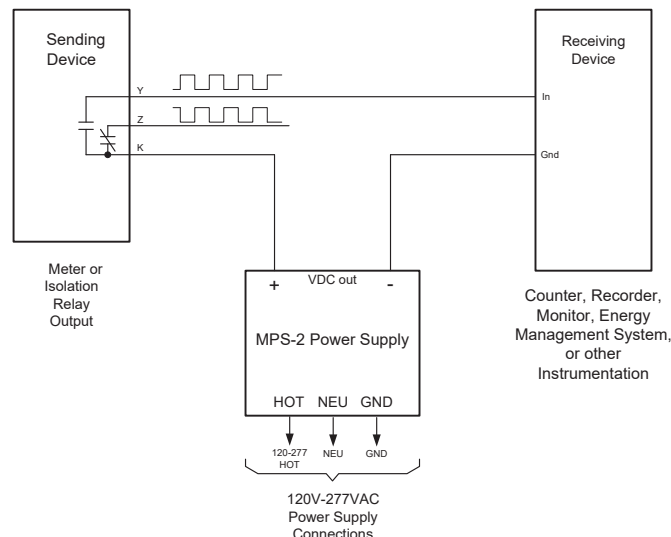 Sending
Device
Receiving
Device
Y
In
Z
K
Gnd
Meter or
Isolation
Relay
Output
+ VDC out -
MPS-2 Power Supply
HOT NEU GND
120-277
HOT
NEU
GND
Counter, Recorder,
Monitor, Energy
Management System,
or other
Instrumentation
120V-277VAC
Power Supply
Connections